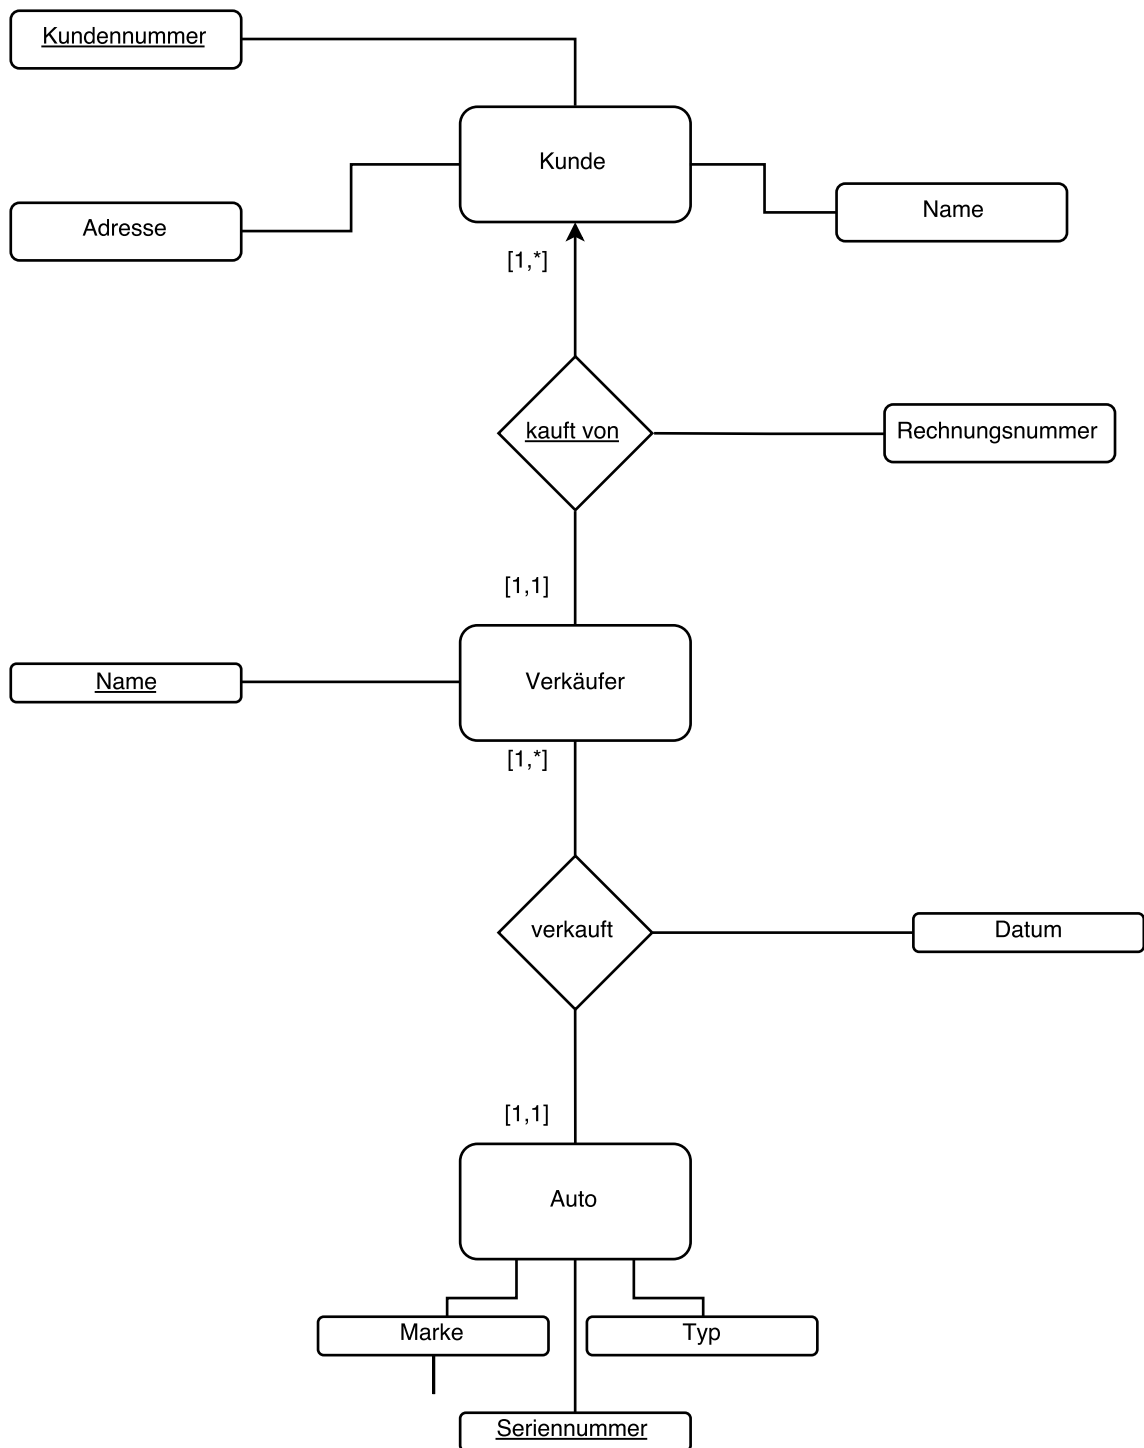 Kundennummer
Kunde
Adresse
Name
[1,*]
kauft von
Rechnungsnummer
[1,1]
Name
Verkäufer
[1,*]
verkauft
Datum
[1,1]
Auto
Marke
Typ
Seriennummer